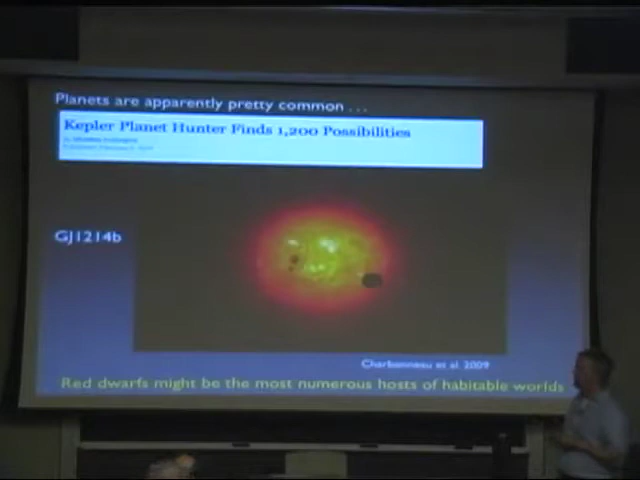 Planets are apparently pretty common . . .
Kepler Planet Hunter Finds 1,200 Possibilities
GJ1214b
Charbonneau et al. 2009
Red dwarfs might be the most numerous hosts of habitable worlds